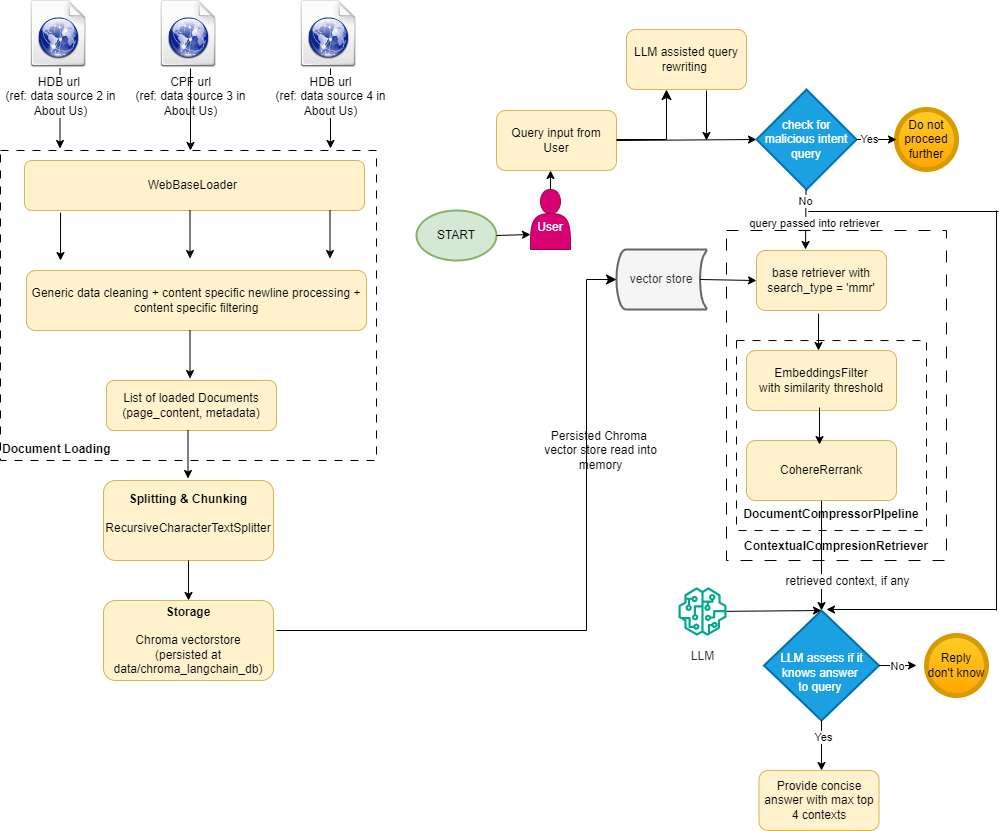 HDB url
(ref: data source 2 in
About Us)
CPF url
(ref: data source 3 in
About Us)
HDB url
(ref: data source 4 in
About Us)
WebBaseLoader
Generic data cleaning + content specific newline processing +
content specific filtering
List of loaded Documents
(page_content, metadata)
Document Loading
Splitting & Chunking
RecursiveCharacterTextSplitter
Storage
Chroma vectorstore
(persisted at
data/chroma_langchain_db)
Persisted Chroma
vector store read into
memory
START
User
Query input from
User
LLM assisted query
rewriting
check for
malicious intent
query
Yes
Do not
proceed
further
No
query passed into retriever
vector store
base retriever with
search_type = 'mmr'
EmbeddingsFilter
with similarity threshold
CohereRerrank
DocumentCompressorPIpeline
ContextualCompresionRetriever
retrieved context, if any
LLM
LLM assess if it
knows answer
to query
No
Reply
don't know
Yes
Provide concise
answer with max top
4 contexts